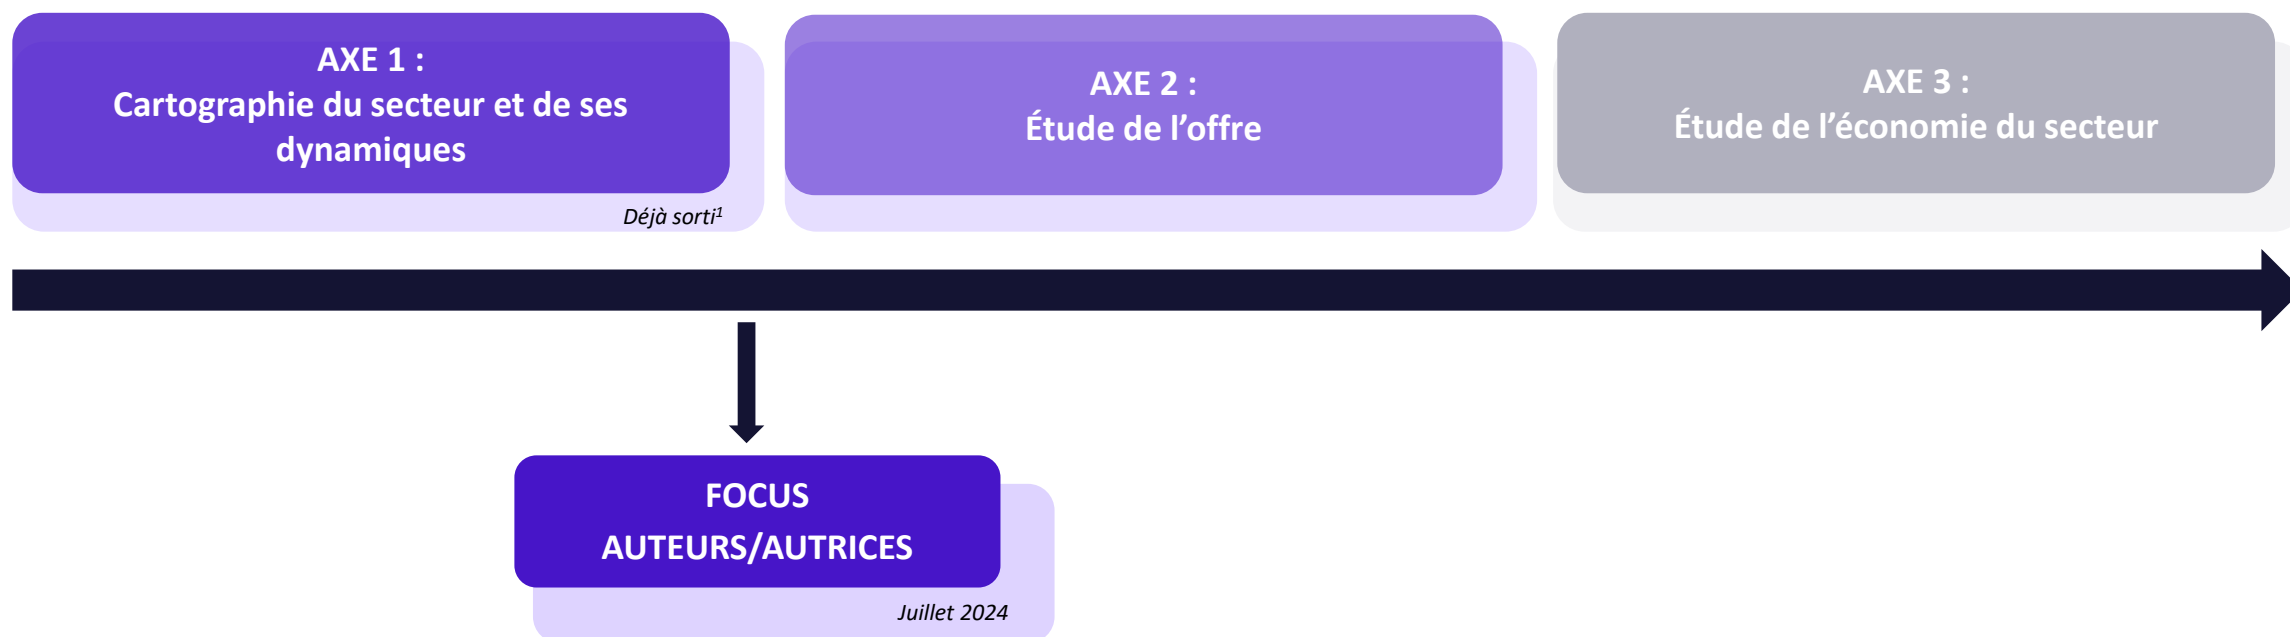 AXE 1 :
Cartographie du secteur et de ses
dynamiques
Déjà sorti¹
AXE 2 :
Étude de l’offre
AXE 3 :
Étude de l’économie du secteur
FOCUS
AUTEURS/AUTRICES
Juillet 2024